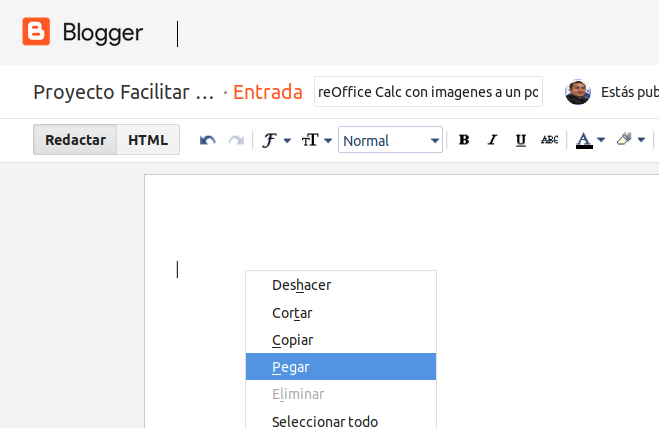 Blogger
Proyecto Facilitar ... · Entrada reOffice Calc con imagenes a un po Estás pub
Redactar HTML Normal B I U ABC A
Deshacer
Cortar
Copiar
Pegar
Eliminar
Seleccionar todo